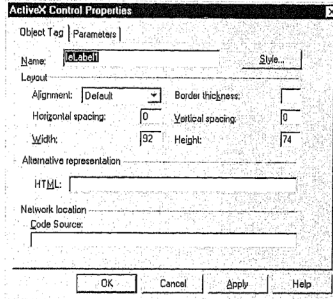 ActiveX Control Properties
Object Tag Parameters
Name: IeLabel1 Style...
Layout
Alignment: Default Border thickness:
Horizontal spacing: 0 Vertical spacing: 0
Width: 92 Height: 74
Alternative representation
HTML:
Network location
Code Source:
OK Cancel Apply Help